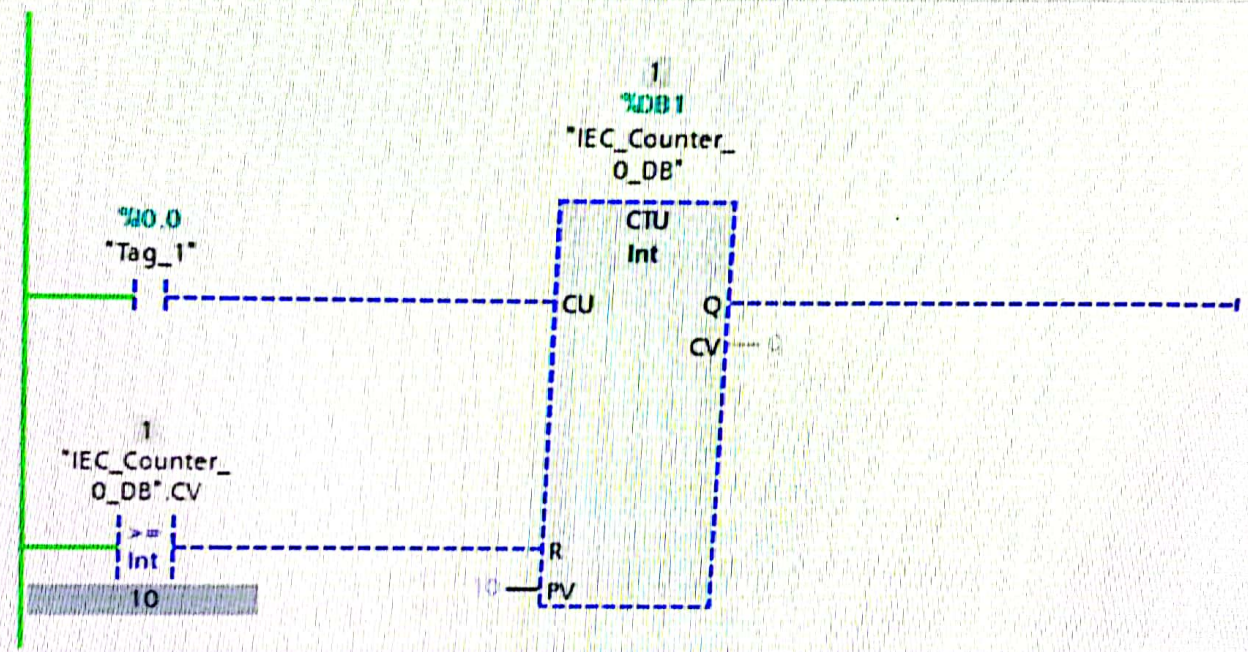 1
%DB1
"IEC_Counter_
0_DB"
CTU
Int
%I0.0
"Tag_1"
CU
Q
CV
1
"IEC_Counter_
0_DB".CV
>=
Int
10
R
10
PV